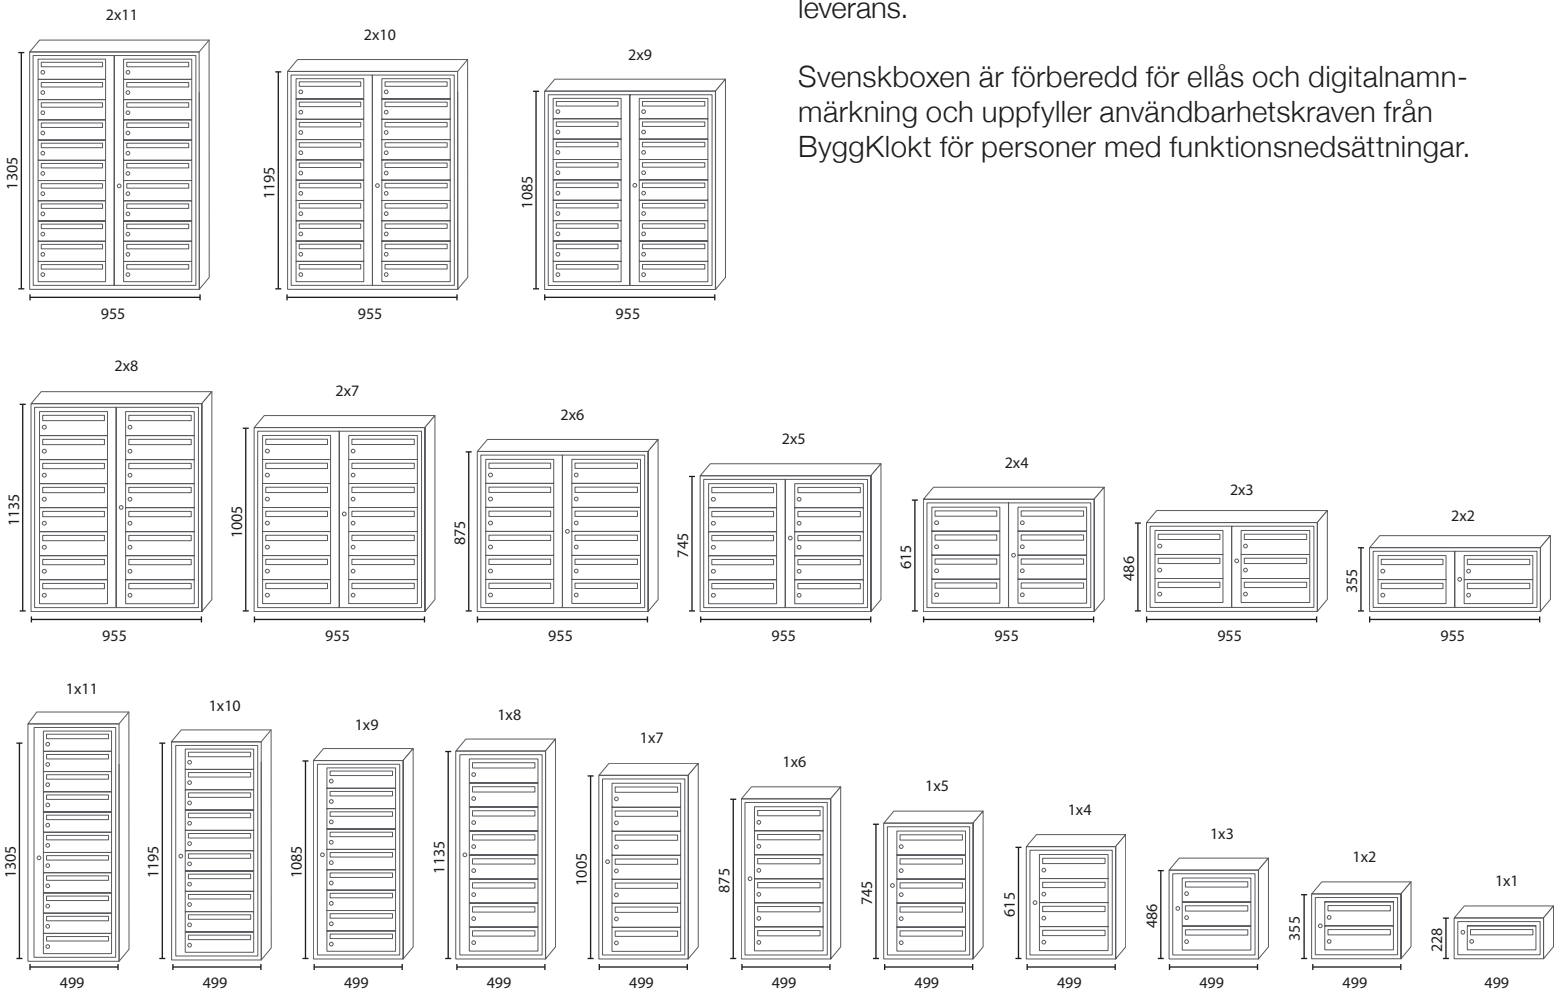 leverans.
Svenskboxen är förberedd för ellås och digitalnamn-
märkning och uppfyller användbarhetskraven från
ByggKlokt för personer med funktionsnedsättningar.
2x11
2x10
2x9
1305
1195
1085
955
955
955
2x8
2x7
2x6
2x5
2x4
2x3
2x2
1135
1005
875
745
615
486
355
955
955
955
955
955
955
955
1x11
1x10
1x9
1x8
1x7
1x6
1x5
1x4
1x3
1x2
1x1
1305
1195
1085
1135
1005
875
745
615
486
355
228
499
499
499
499
499
499
499
499
499
499
499